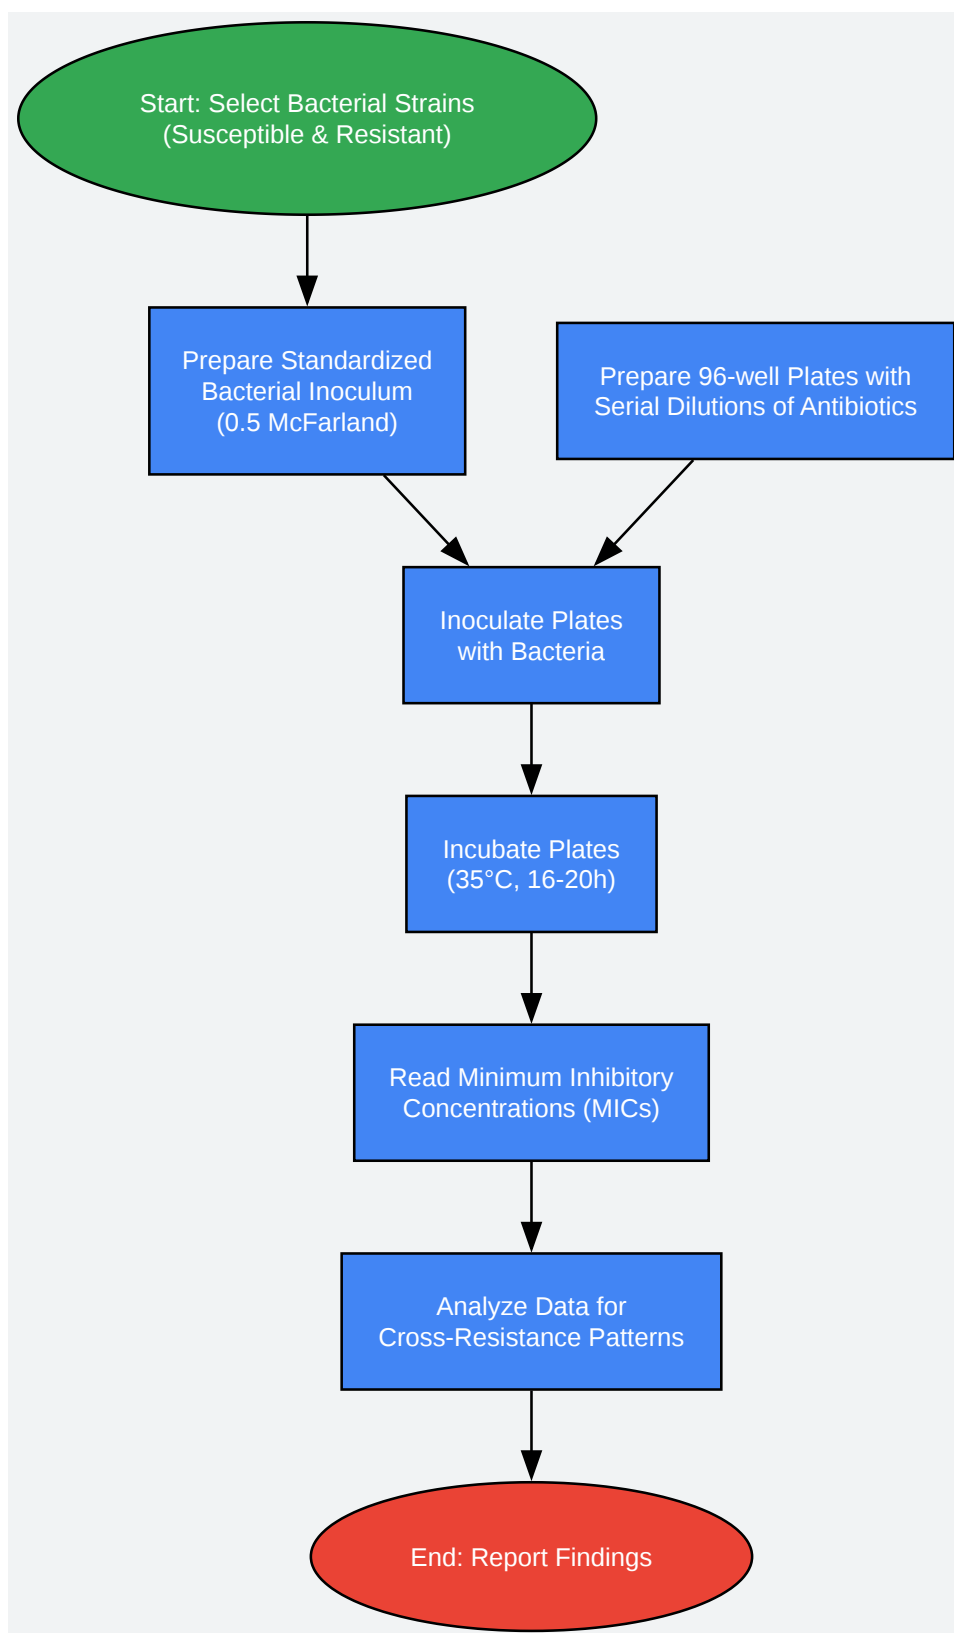 Start: Select Bacterial Strains
(Susceptible & Resistant)
Prepare Standardized
Bacterial Inoculum
(0.5 McFarland)
Prepare 96-well Plates with
Serial Dilutions of Antibiotics
Inoculate Plates
with Bacteria
Incubate Plates
(35°C, 16-20h)
Read Minimum Inhibitory
Concentrations (MICs)
Analyze Data for
Cross-Resistance Patterns
End: Report Findings